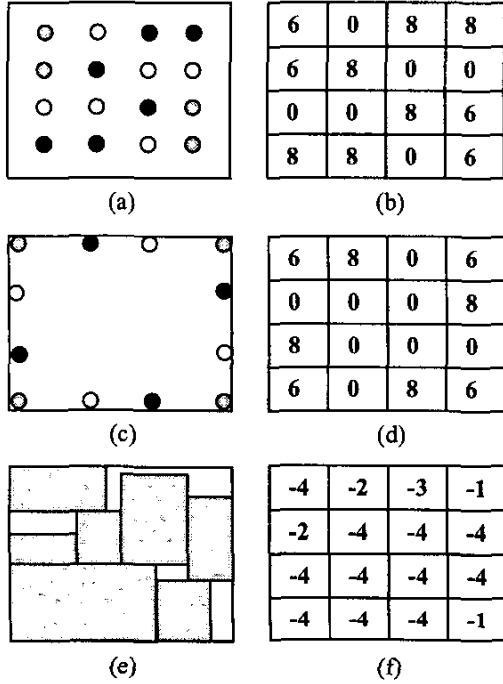 6 0 8 8
6 8 0 0
0 0 8 6
8 8 0 6
(a) (b)
6 8 0 6
0 0 0 8
8 0 0 0
6 0 8 6
(c) (d)
-4 -2 -3 -1
-2 -4 -4 -4
-4 -4 -4 -4
-4 -4 -4 -1
(e) (f)